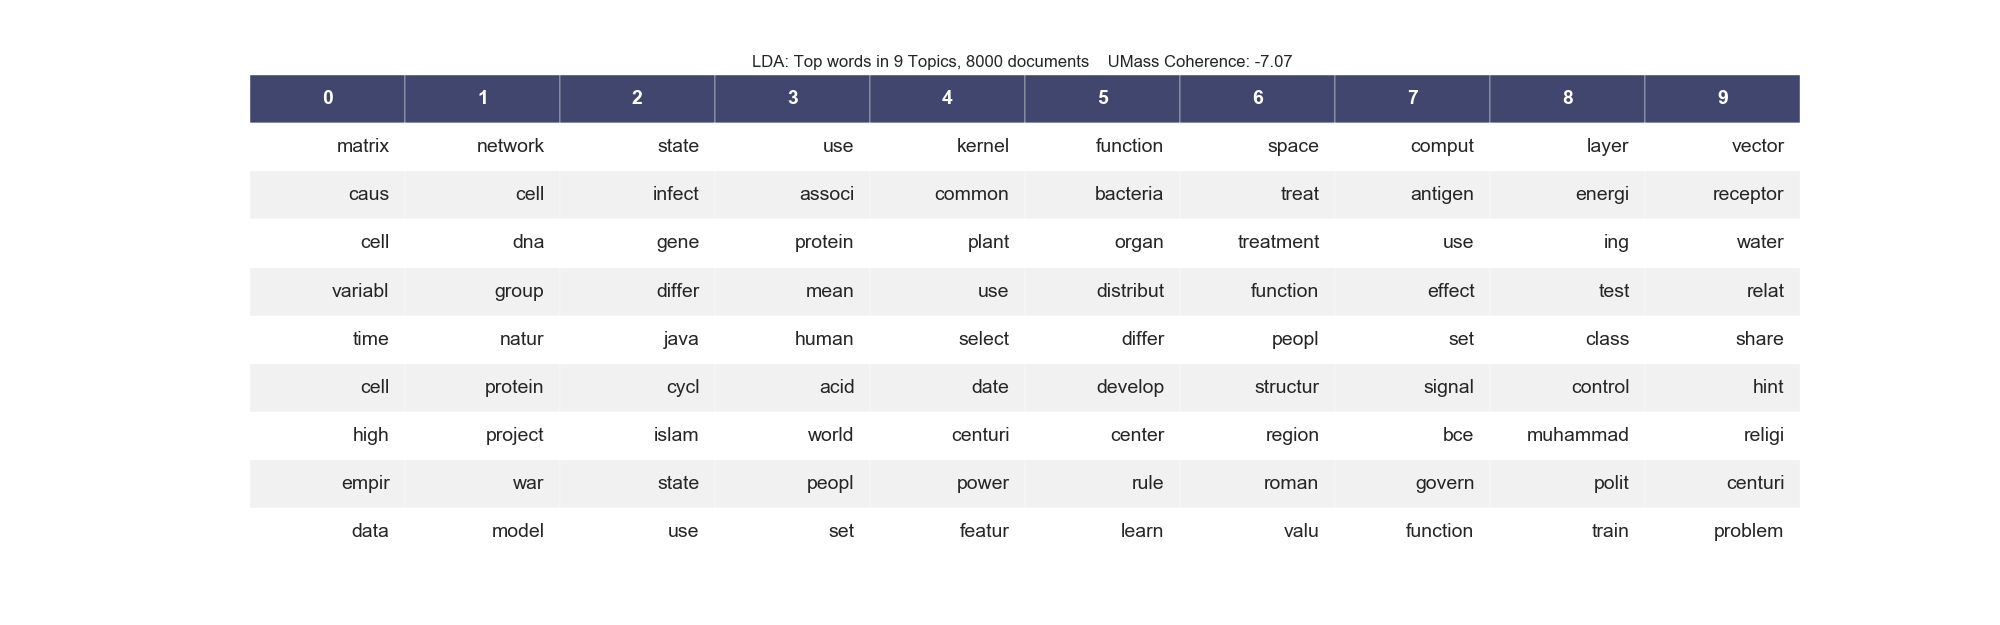 LDA: Top words in 9 Topics, 8000 documents    UMass Coherence: -7.07
0 1 2 3 4 5 6 7 8 9
matrix network state use kernel function space comput layer vector
caus cell infect associ common bacteria treat antigen energi receptor
cell dna gene protein plant organ treatment use ing water
variabl group differ mean use distribut function effect test relat
time natur java human select differ peopl set class share
cell protein cycl acid date develop structur signal control hint
high project islam world centuri center region bce muhammad religi
empir war state peopl power rule roman govern polit centuri
data model use set featur learn valu function train problem